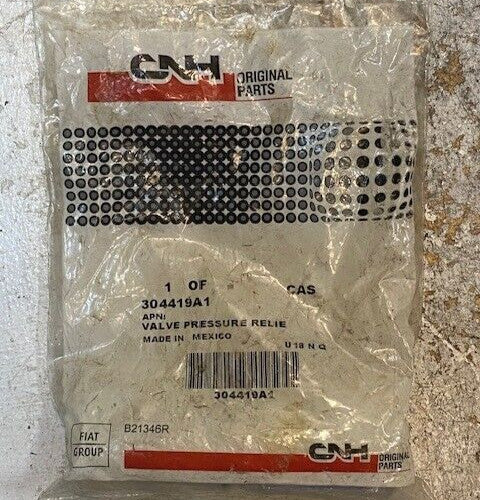 CNH ORIGINAL
PARTS
1 OF CAS
304419A1
APN:
VALVE PRESSURE RELIE
MADE IN MEXICO
U 18 N Q
304419A1
B21346R
FIAT
GROUP
CNH ORIGINAL
PARTS